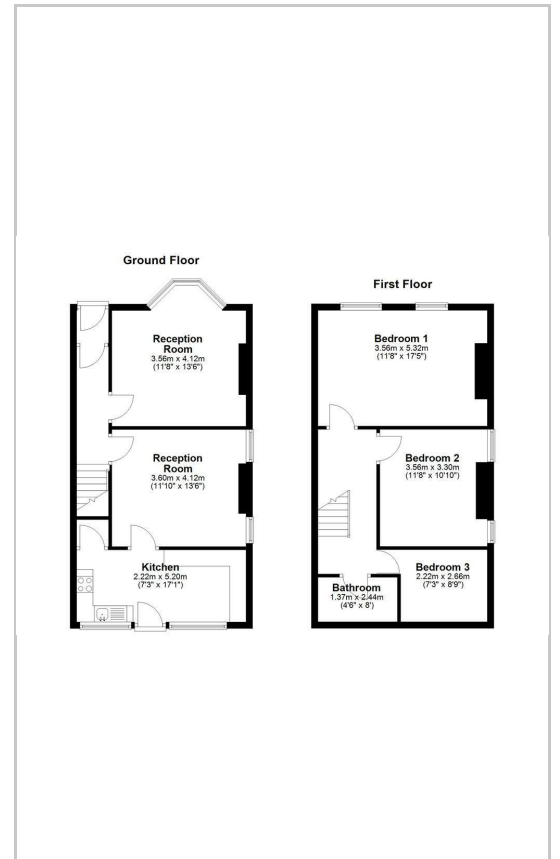 Ground Floor
Reception
Room
3.56m x 4.12m
(11'8" x 13'6")
Reception
Room
3.60m x 4.12m
(11'10" x 13'6")
Kitchen
2.22m x 5.20m
(7'3" x 17'1")
First Floor
Bedroom 1
3.56m x 5.32m
(11'8" x 17'5")
Bedroom 2
3.56m x 3.30m
(11'8" x 10'10")
Bedroom 3
2.22m x 2.66m
(7'3" x 8'9")
Bathroom
1.37m x 2.44m
(4'6" x 8')